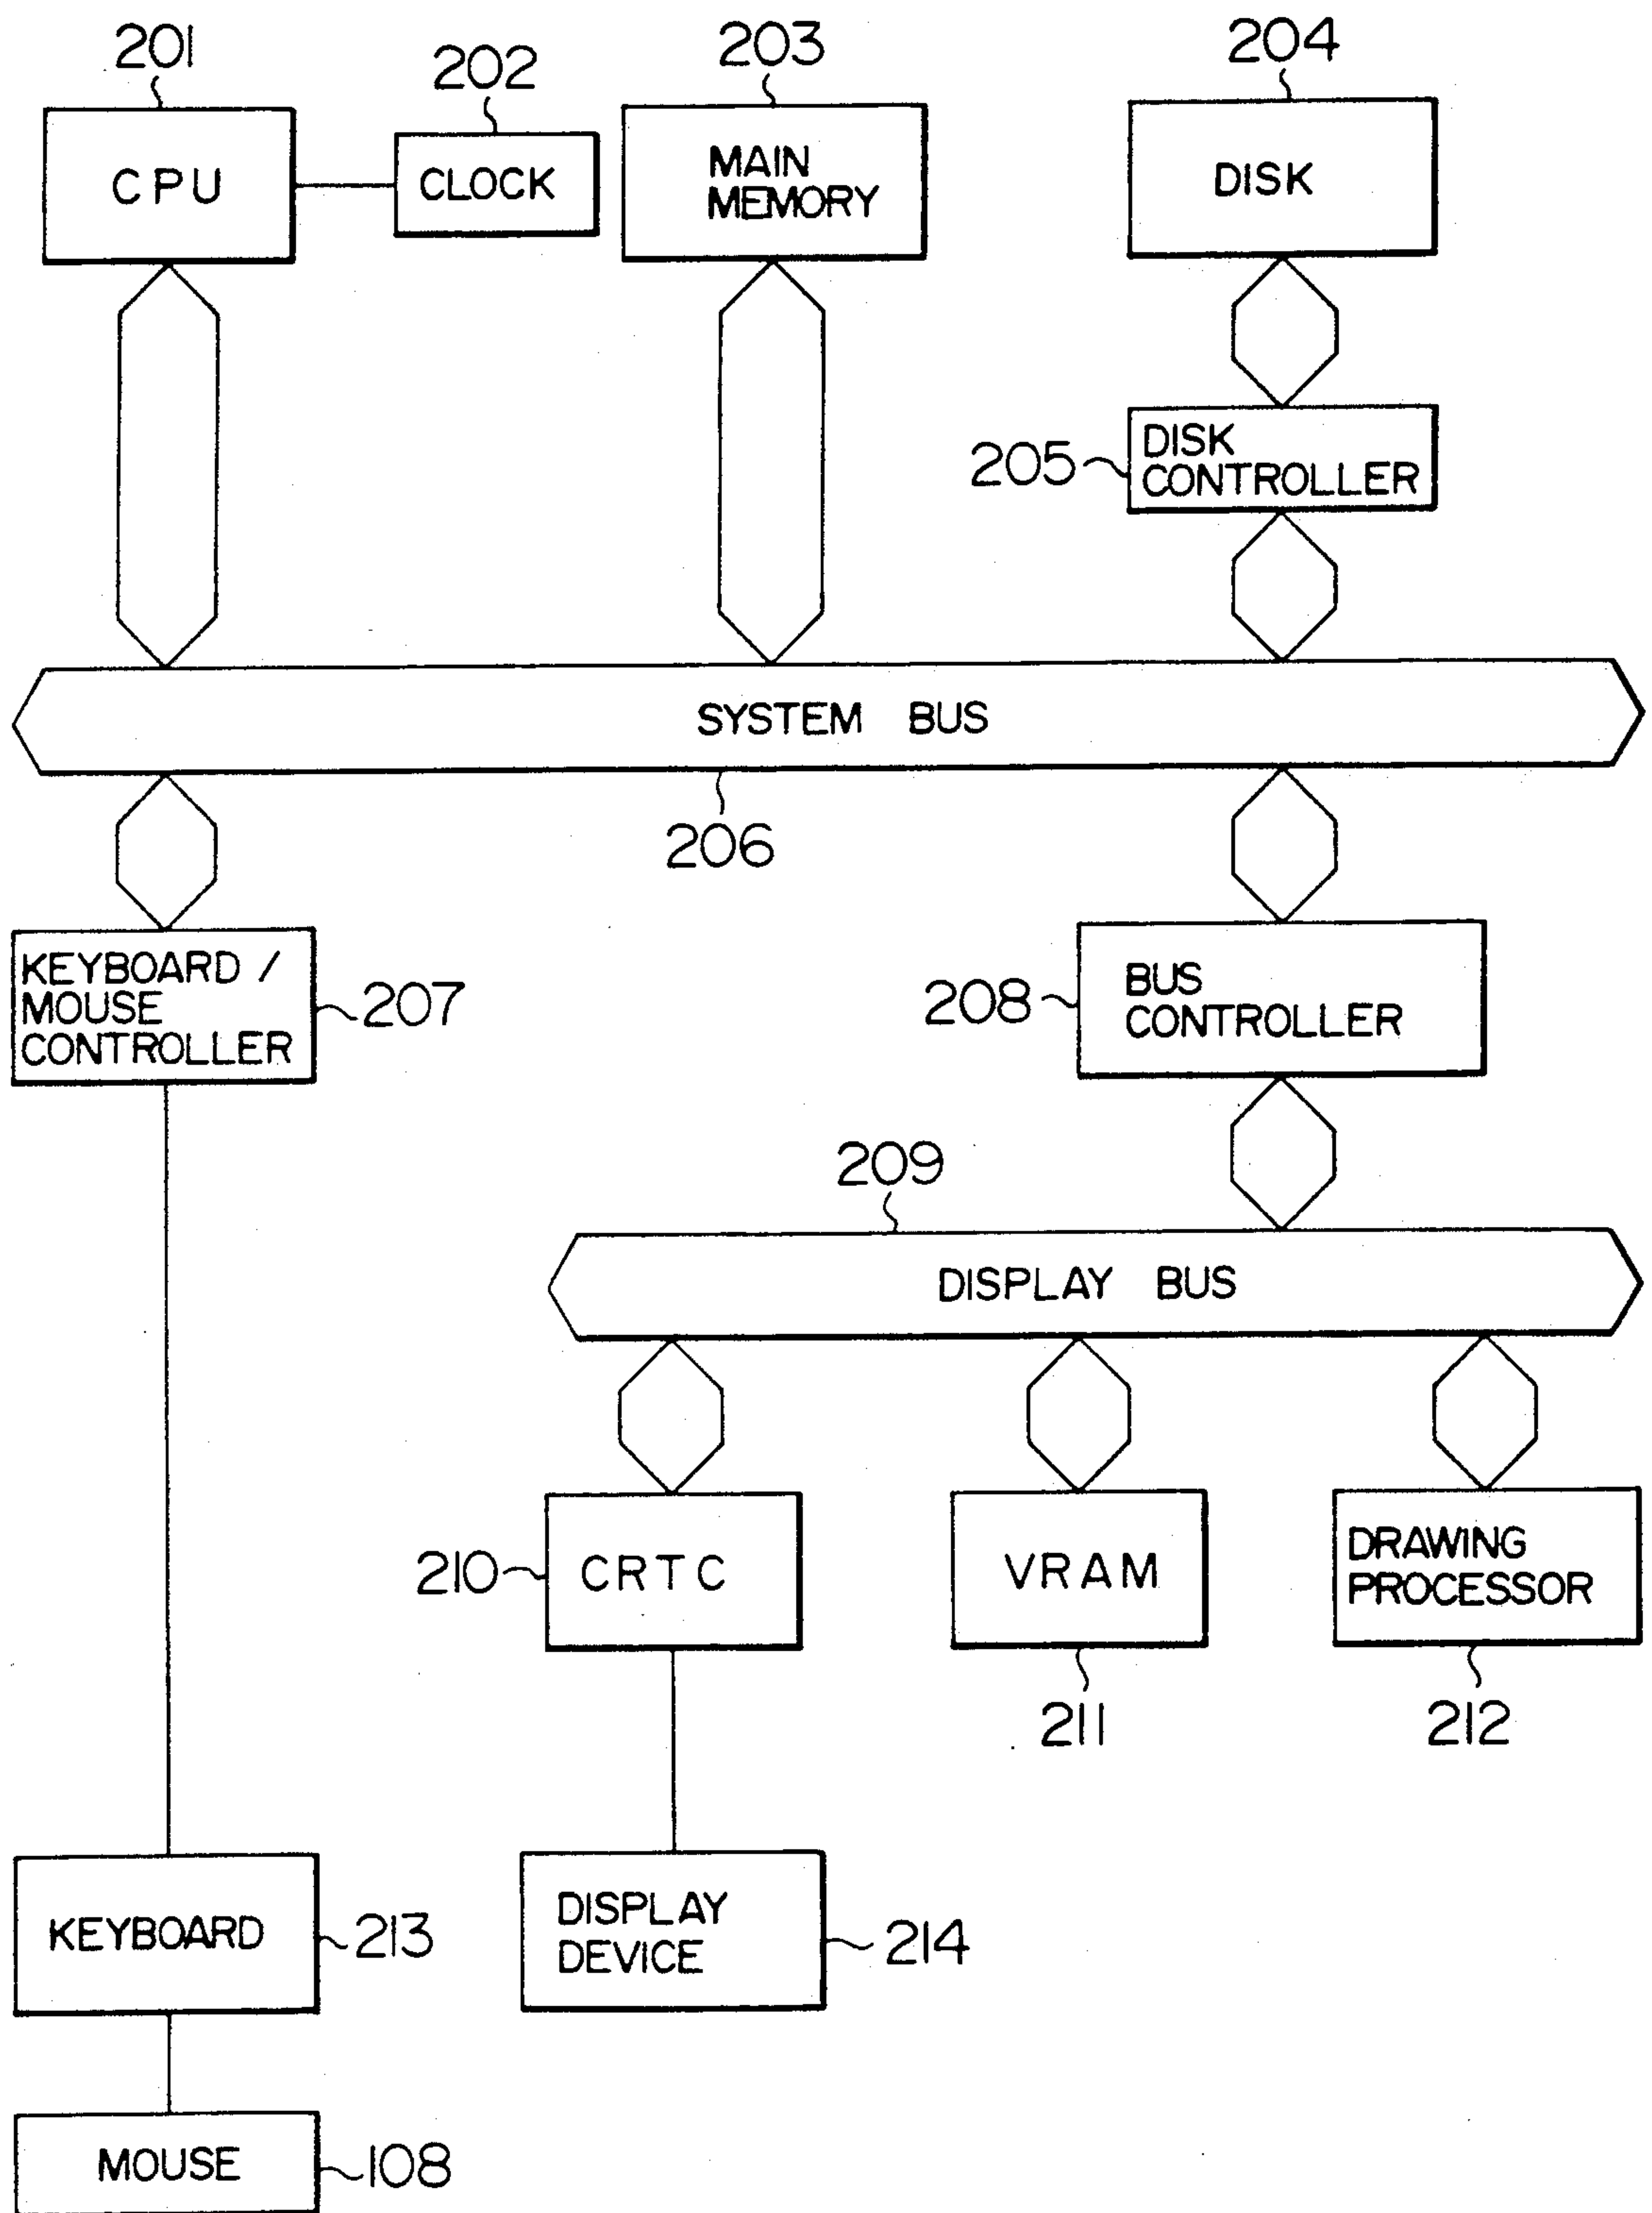 201
202
203
204
CPU
CLOCK
MAIN
MEMORY
DISK
205
DISK
CONTROLLER
SYSTEM BUS
206
KEYBOARD /
MOUSE
CONTROLLER
207
208
BUS
CONTROLLER
209
DISPLAY BUS
210
CRTC
VRAM
DRAWING
PROCESSOR
211
212
KEYBOARD
213
DISPLAY
DEVICE
214
MOUSE
108